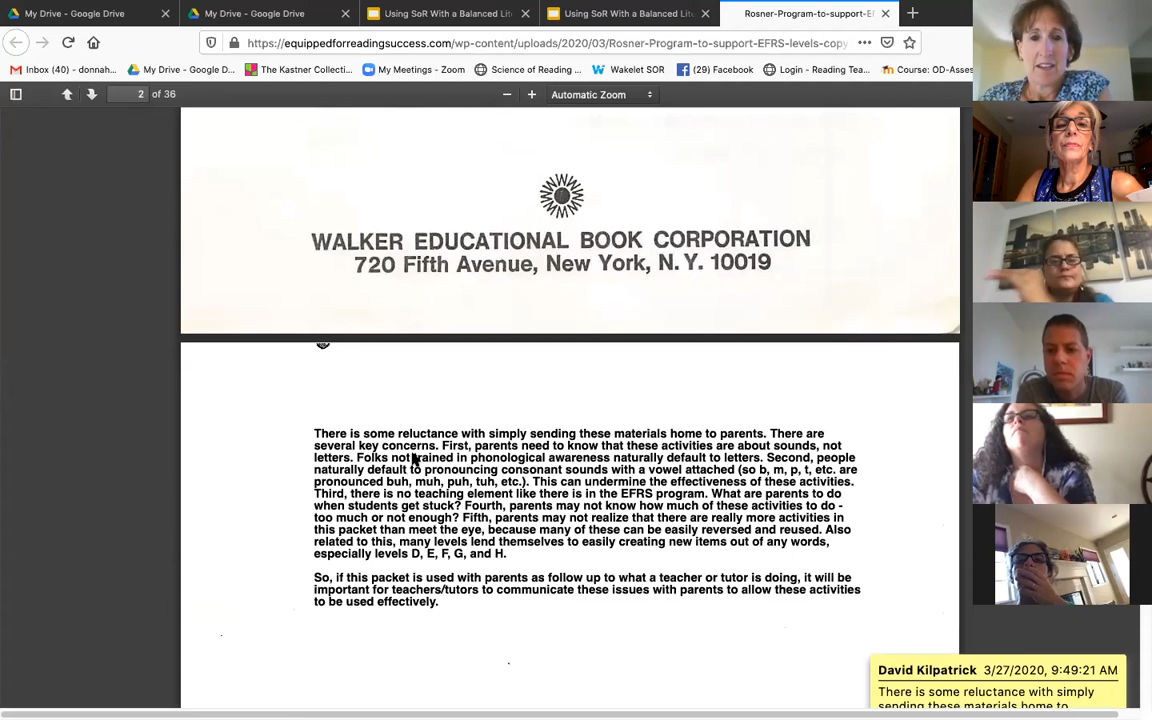 My Drive - Google Drive
My Drive - Google Drive
Using SoR With a Balanced Lit
Using SoR With a Balanced Lite
Rosner-Program-to-support-EF
https://equippedforreadingsuccess.com/wp-content/uploads/2020/03/Rosner-Program-to-support-EFRS-levels-copy
Inbox (40) - donnah...
My Drive - Google D...
The Kastner Collecti...
My Meetings - Zoom
Science of Reading ...
Wakelet SOR
(29) Facebook
Login - Reading Tea...
Course: OD-Asses
2 of 36
Automatic Zoom
WALKER EDUCATIONAL BOOK CORPORATION
720 Fifth Avenue, New York, N. Y. 10019
There is some reluctance with simply sending these materials home to parents. There are
several key concerns. First, parents need to know that these activities are about sounds, not
letters. Folks not trained in phonological awareness naturally default to letters. Second, people
naturally default to pronouncing consonant sounds with a vowel attached (so b, m, p, t, etc. are
pronounced buh, muh, puh, tuh, etc.). This can undermine the effectiveness of these activities.
Third, there is no teaching element like there is in the EFRS program. What are parents to do
when students get stuck? Fourth, parents may not know how much of these activities to do -
too much or not enough? Fifth, parents may not realize that there are really more activities in
this packet than meet the eye, because many of these can be easily reversed and reused. Also
related to this, many levels lend themselves to easily creating new items out of any words,
especially levels D, E, F, G, and H.
So, if this packet is used with parents as follow up to what a teacher or tutor is doing, it will be
important for teachers/tutors to communicate these issues with parents to allow these activities
to be used effectively.
David Kilpatrick 3/27/2020, 9:49:21 AM
There is some reluctance with simply
sending these materials home to